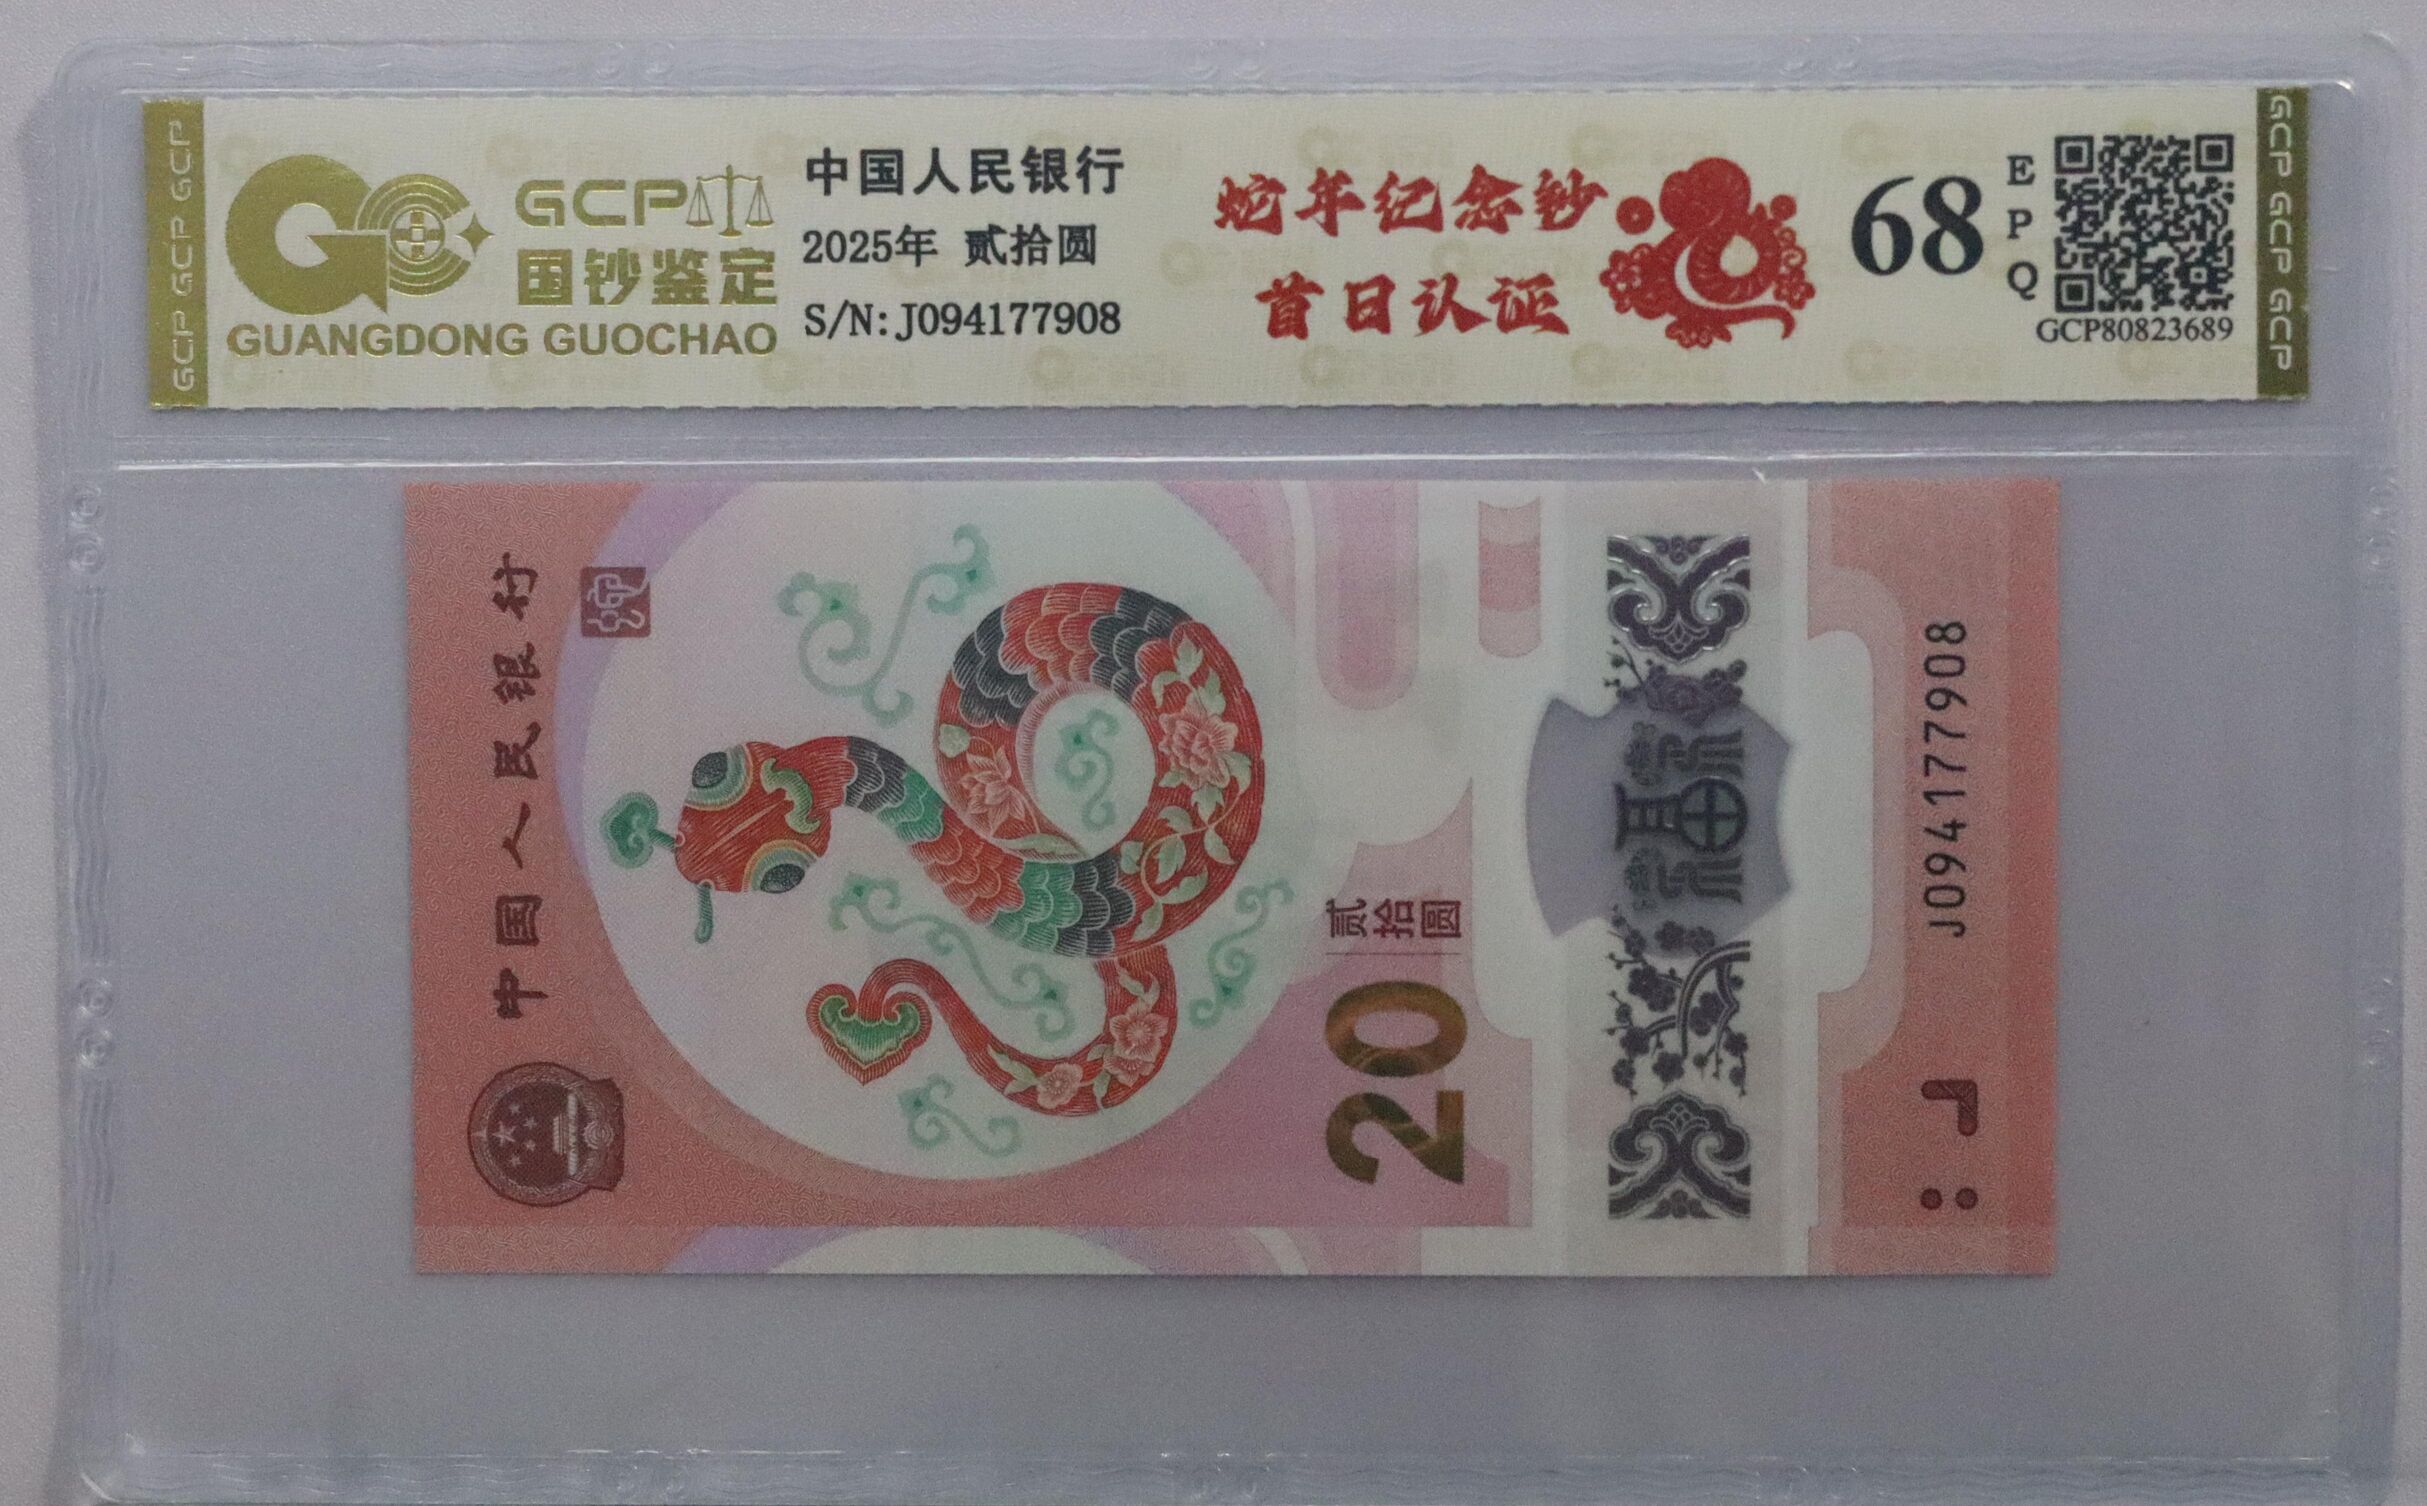 GCP GCP GCP
GCP
国钞鉴定
GUANGDONG GUOCHAO
中国人民银行
2025年 贰拾圆
S/N:J094177908
蛇年纪念钞
首日认证
68
EPQ
GCP80823689
GCP GCP GCP
中国人民银行
贰拾圆
20
福
J094177908